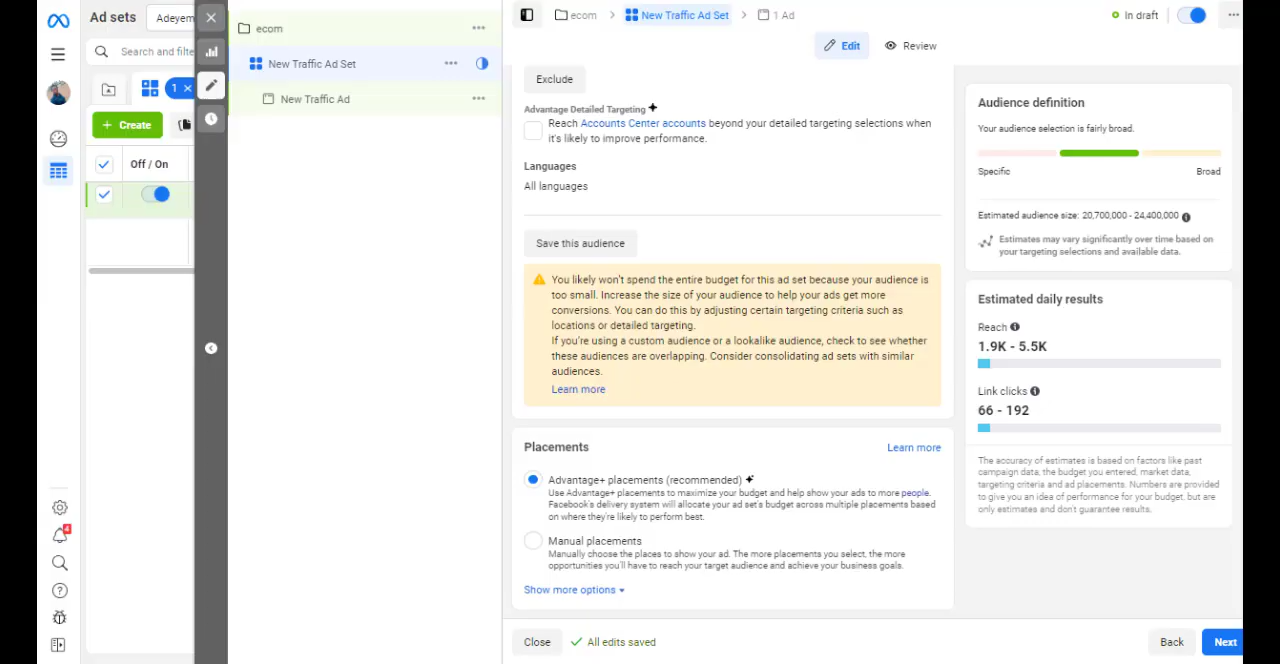 Ad sets
Adeyem
Search and filte
1
Create
Off / On
4
ecom
New Traffic Ad Set
New Traffic Ad
ecom
New Traffic Ad Set
1 Ad
In draft
Edit
Review
Exclude
Advantage Detailed Targeting
Reach Accounts Center accounts beyond your detailed targeting selections when
it's likely to improve performance.
Languages
All languages
Save this audience
You likely won't spend the entire budget for this ad set because your audience is
too small. Increase the size of your audience to help your ads get more
conversions. You can do this by adjusting certain targeting criteria such as
locations or detailed targeting.
If you're using a custom audience or a lookalike audience, check to see whether
these audiences are overlapping. Consider consolidating ad sets with similar
audiences.
Learn more
Placements
Learn more
Advantage+ placements (recommended)
Use Advantage+ placements to maximize your budget and help show your ads to more people.
Facebook's delivery system will allocate your ad set's budget across multiple placements based
on where they're likely to perform best.
Manual placements
Manually choose the places to show your ad. The more placements you select, the more
opportunities you'll have to reach your target audience and achieve your business goals.
Show more options
Close
All edits saved
Back
Next
Audience definition
Your audience selection is fairly broad.
Specific
Broad
Estimated audience size: 20,700,000 - 24,400,000
Estimates may vary significantly over time based on
your targeting selections and available data.
Estimated daily results
Reach
1.9K - 5.5K
Link clicks
66 - 192
The accuracy of estimates is based on factors like past
campaign data, the budget you entered, market data,
targeting criteria and ad placements. Numbers are provided
to give you an idea of performance for your budget, but are
only estimates and don't guarantee results.